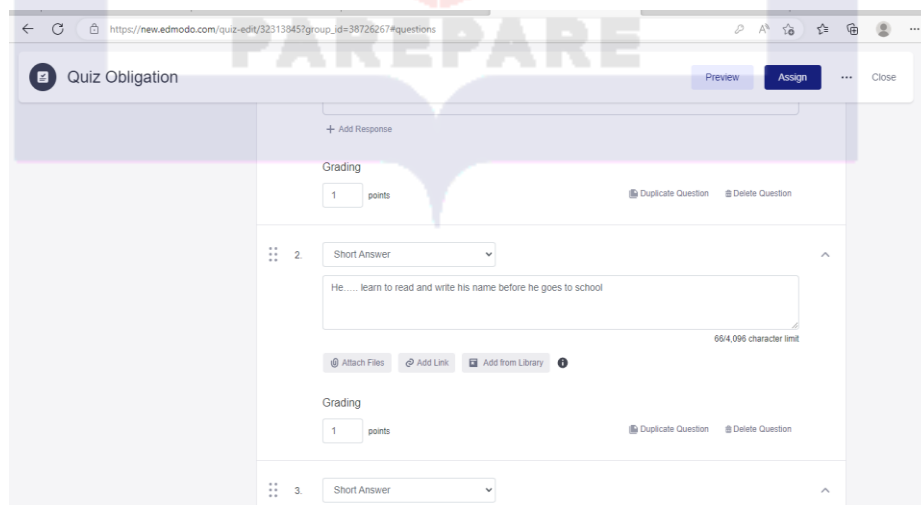 https://new.edmodo.com/quiz-edit/32313845?group_id=38726267#questions
PAREPARE
Quiz Obligation
Preview
Assign
Close
+ Add Response
Grading
1 points
Duplicate Question
Delete Question
2. Short Answer
He..... learn to read and write his name before he goes to school
66/4,096 character limit
Attach Files
Add Link
Add from Library
Grading
1 points
Duplicate Question
Delete Question
3. Short Answer